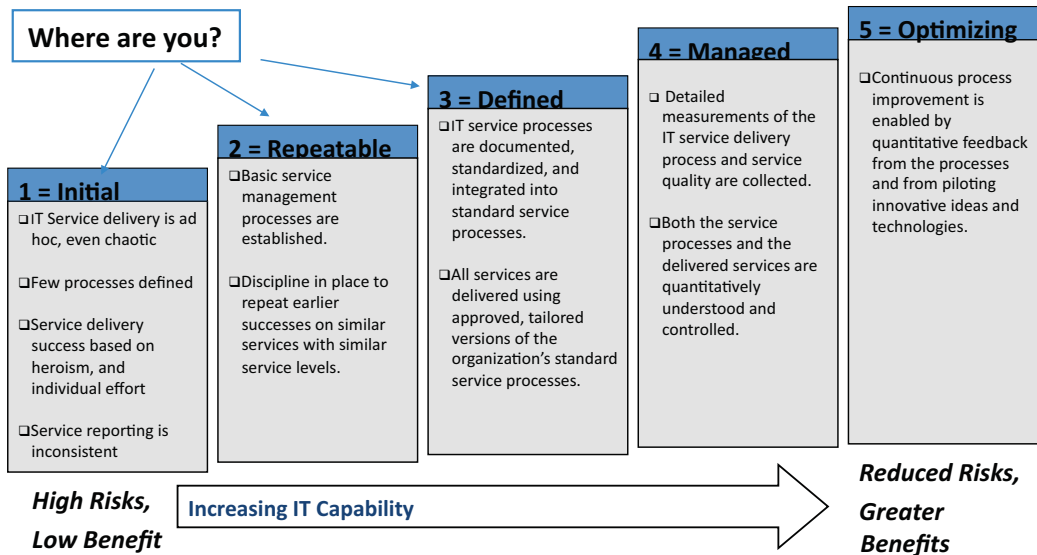 Where are you?
1 = Initial
❑IT Service delivery is ad
hoc, even chaotic
❑Few processes defined
❑Service delivery
success based on
heroism, and
individual effort
❑Service reporting is
inconsistent
2 = Repeatable
❑Basic service
management
processes are
established.
❑Discipline in place to
repeat earlier
successes on similar
services with similar
service levels.
3 = Defined
❑IT service processes
are documented,
standardized, and
integrated into
standard service
processes.
❑All services are
delivered using
approved, tailored
versions of the
organization’s standard
service processes.
4 = Managed
❑ Detailed
measurements of the
IT service delivery
process and service
quality are collected.
❑Both the service
processes and the
delivered services are
quantitatively
understood and
controlled.
5 = Optimizing
❑Continuous process
improvement is
enabled by
quantitative feedback
from the processes
and from piloting
innovative ideas and
technologies.
High Risks,
Low Benefit
Increasing IT Capability
Reduced Risks,
Greater
Benefits